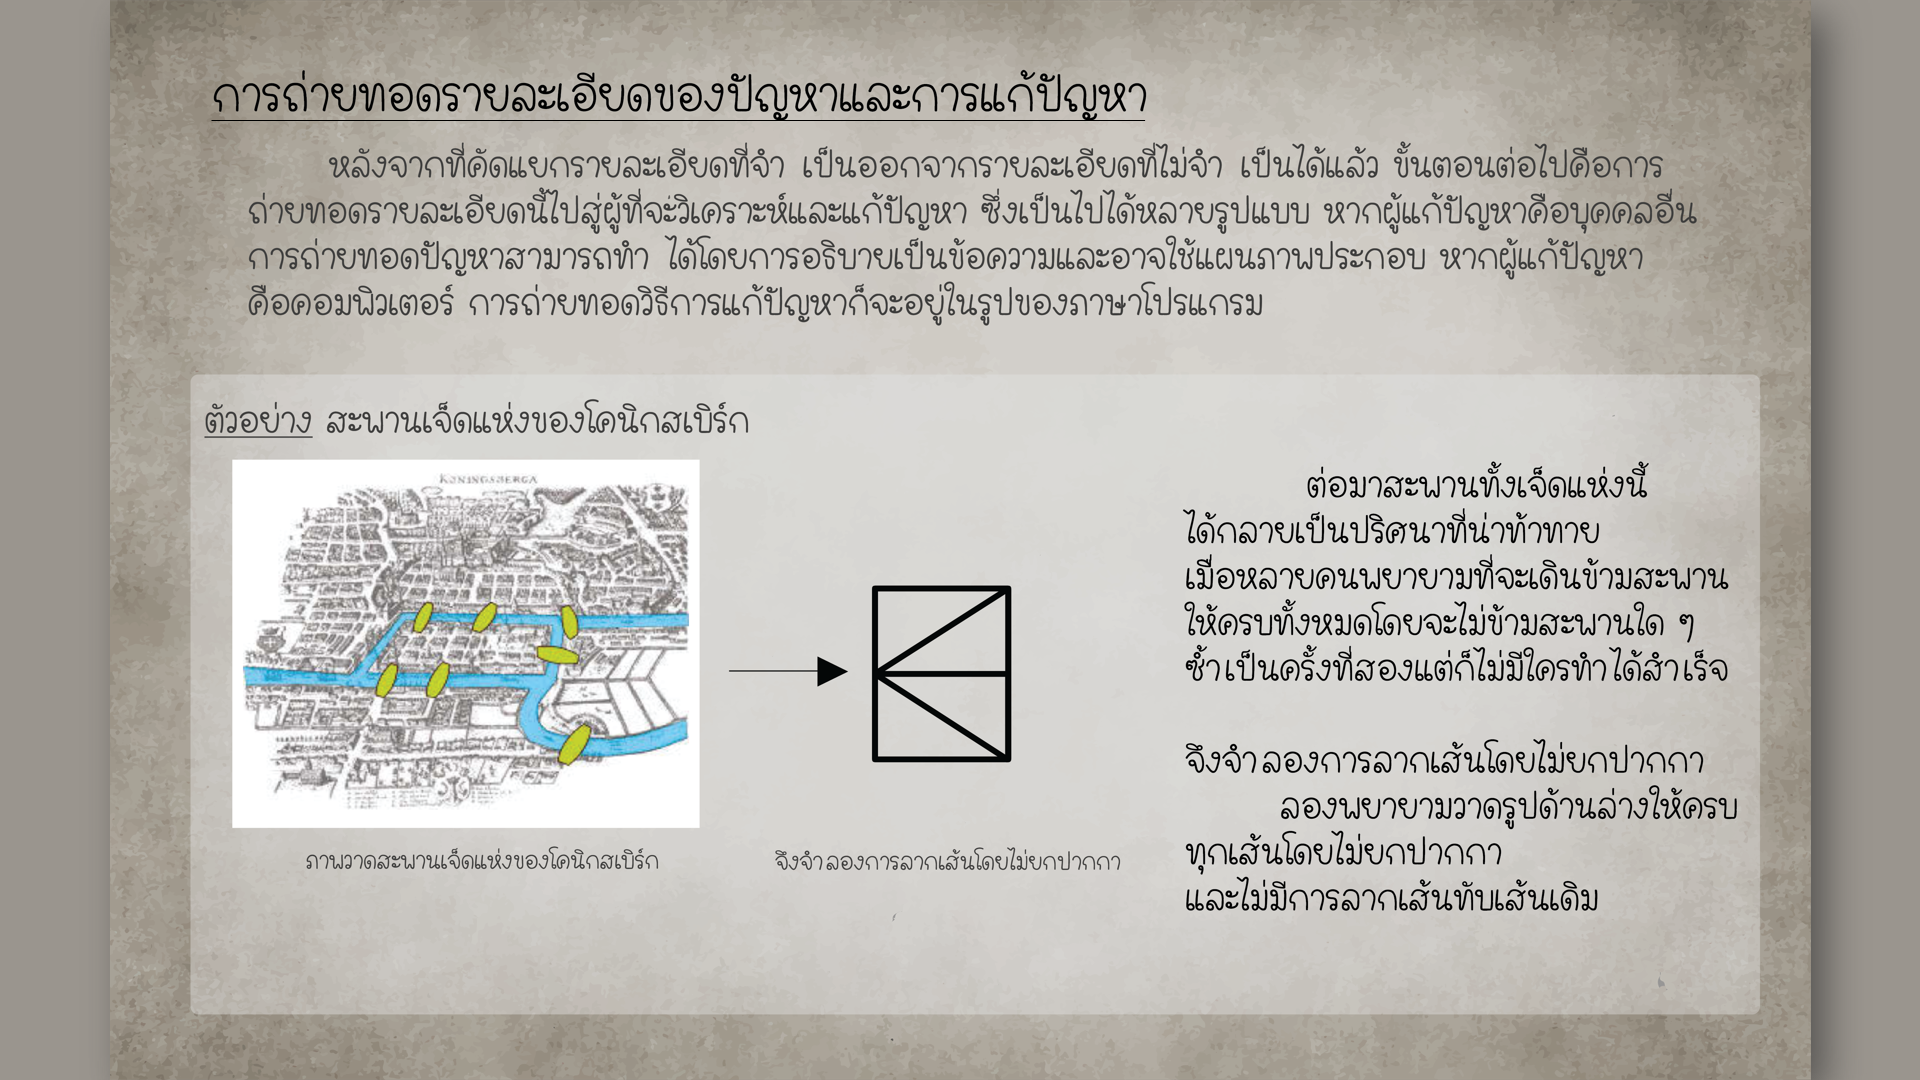 การถ่ายทอดรายละเอียดของปัญหาและการแก้ปัญหา
หลังจากที่คัดแยกรายละเอียดที่จำ เป็นออกจากรายละเอียดที่ไม่จำ เป็นได้แล้ว ขั้นตอนต่อไปคือการ
ถ่ายทอดรายละเอียดนี้ไปสู่ผู้ที่จะวิเคราะห์และแก้ปัญหา ซึ่งเป็นไปได้หลายรูปแบบ หากผู้แก้ปัญหาคือบุคคลอื่น
การถ่ายทอดปัญหาสามารถทำ ได้โดยการอธิบายเป็นข้อความและอาจใช้แผนภาพประกอบ หากผู้แก้ปัญหา
คือคอมพิวเตอร์ การถ่ายทอดวิธีการแก้ปัญหาก็จะอยู่ในรูปของภาษาโปรแกรม
ตัวอย่าง สะพานเจ็ดแห่งของโคนิกสเบิร์ก
KONINGSBERGA
ภาพวาดสะพานเจ็ดแห่งของโคนิกสเบิร์ก
จึงจำ ลองการลากเส้นโดยไม่ยกปากกา
ต่อมาสะพานทั้งเจ็ดแห่งนี้
ได้กลายเป็นปริศนาที่น่าท้าทาย
เมื่อหลายคนพยายามที่จะเดินข้ามสะพาน
ให้ครบทั้งหมดโดยจะไม่ข้ามสะพานใด ๆ
ซ้ำ เป็นครั้งที่สองแต่ก็ไม่มีใครทำ ได้สำ เร็จ
จึงจำ ลองการลากเส้นโดยไม่ยกปากกา
ลองพยายามวาดรูปด้านล่างให้ครบ
ทุกเส้นโดยไม่ยกปากกา
และไม่มีการลากเส้นทับเส้นเดิม